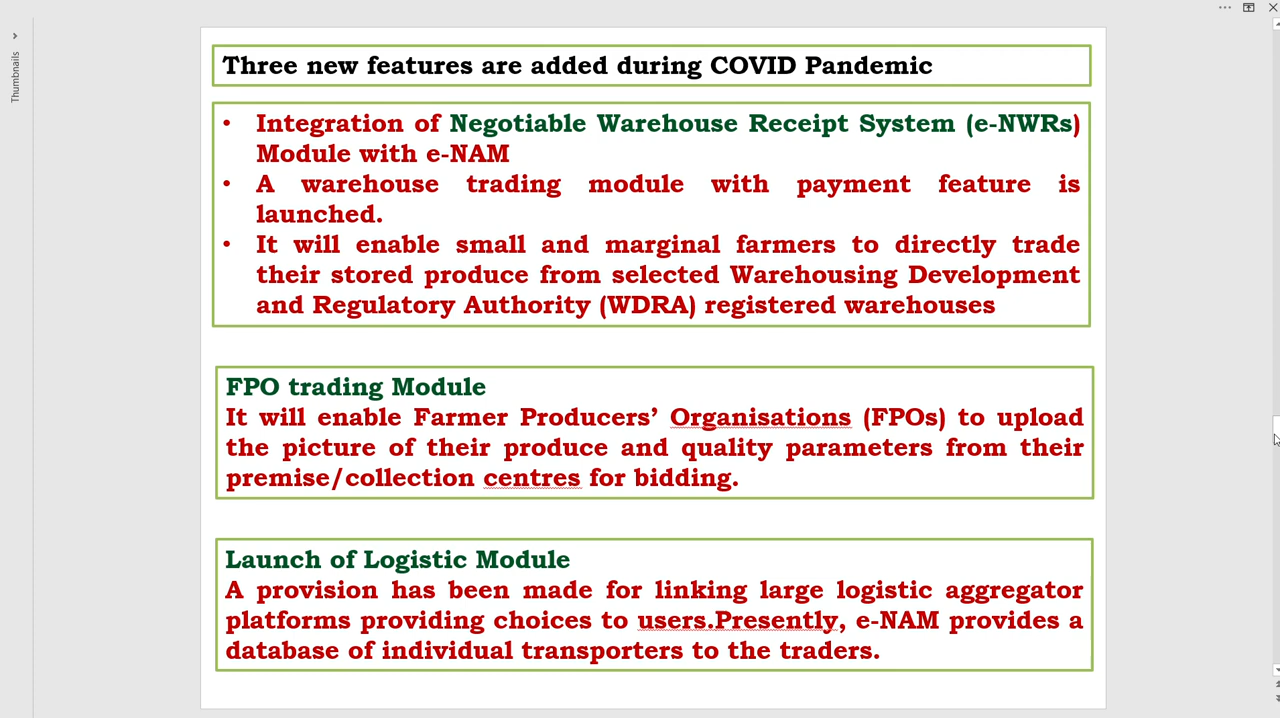 Thumbnails
Three new features are added during COVID Pandemic
• Integration of Negotiable Warehouse Receipt System (e-NWRs)
Module with e-NAM
• A warehouse trading module with payment feature is
launched.
• It will enable small and marginal farmers to directly trade
their stored produce from selected Warehousing Development
and Regulatory Authority (WDRA) registered warehouses
FPO trading Module
It will enable Farmer Producers’ Organisations (FPOs) to upload
the picture of their produce and quality parameters from their
premise/collection centres for bidding.
Launch of Logistic Module
A provision has been made for linking large logistic aggregator
platforms providing choices to users.Presently, e-NAM provides a
database of individual transporters to the traders.